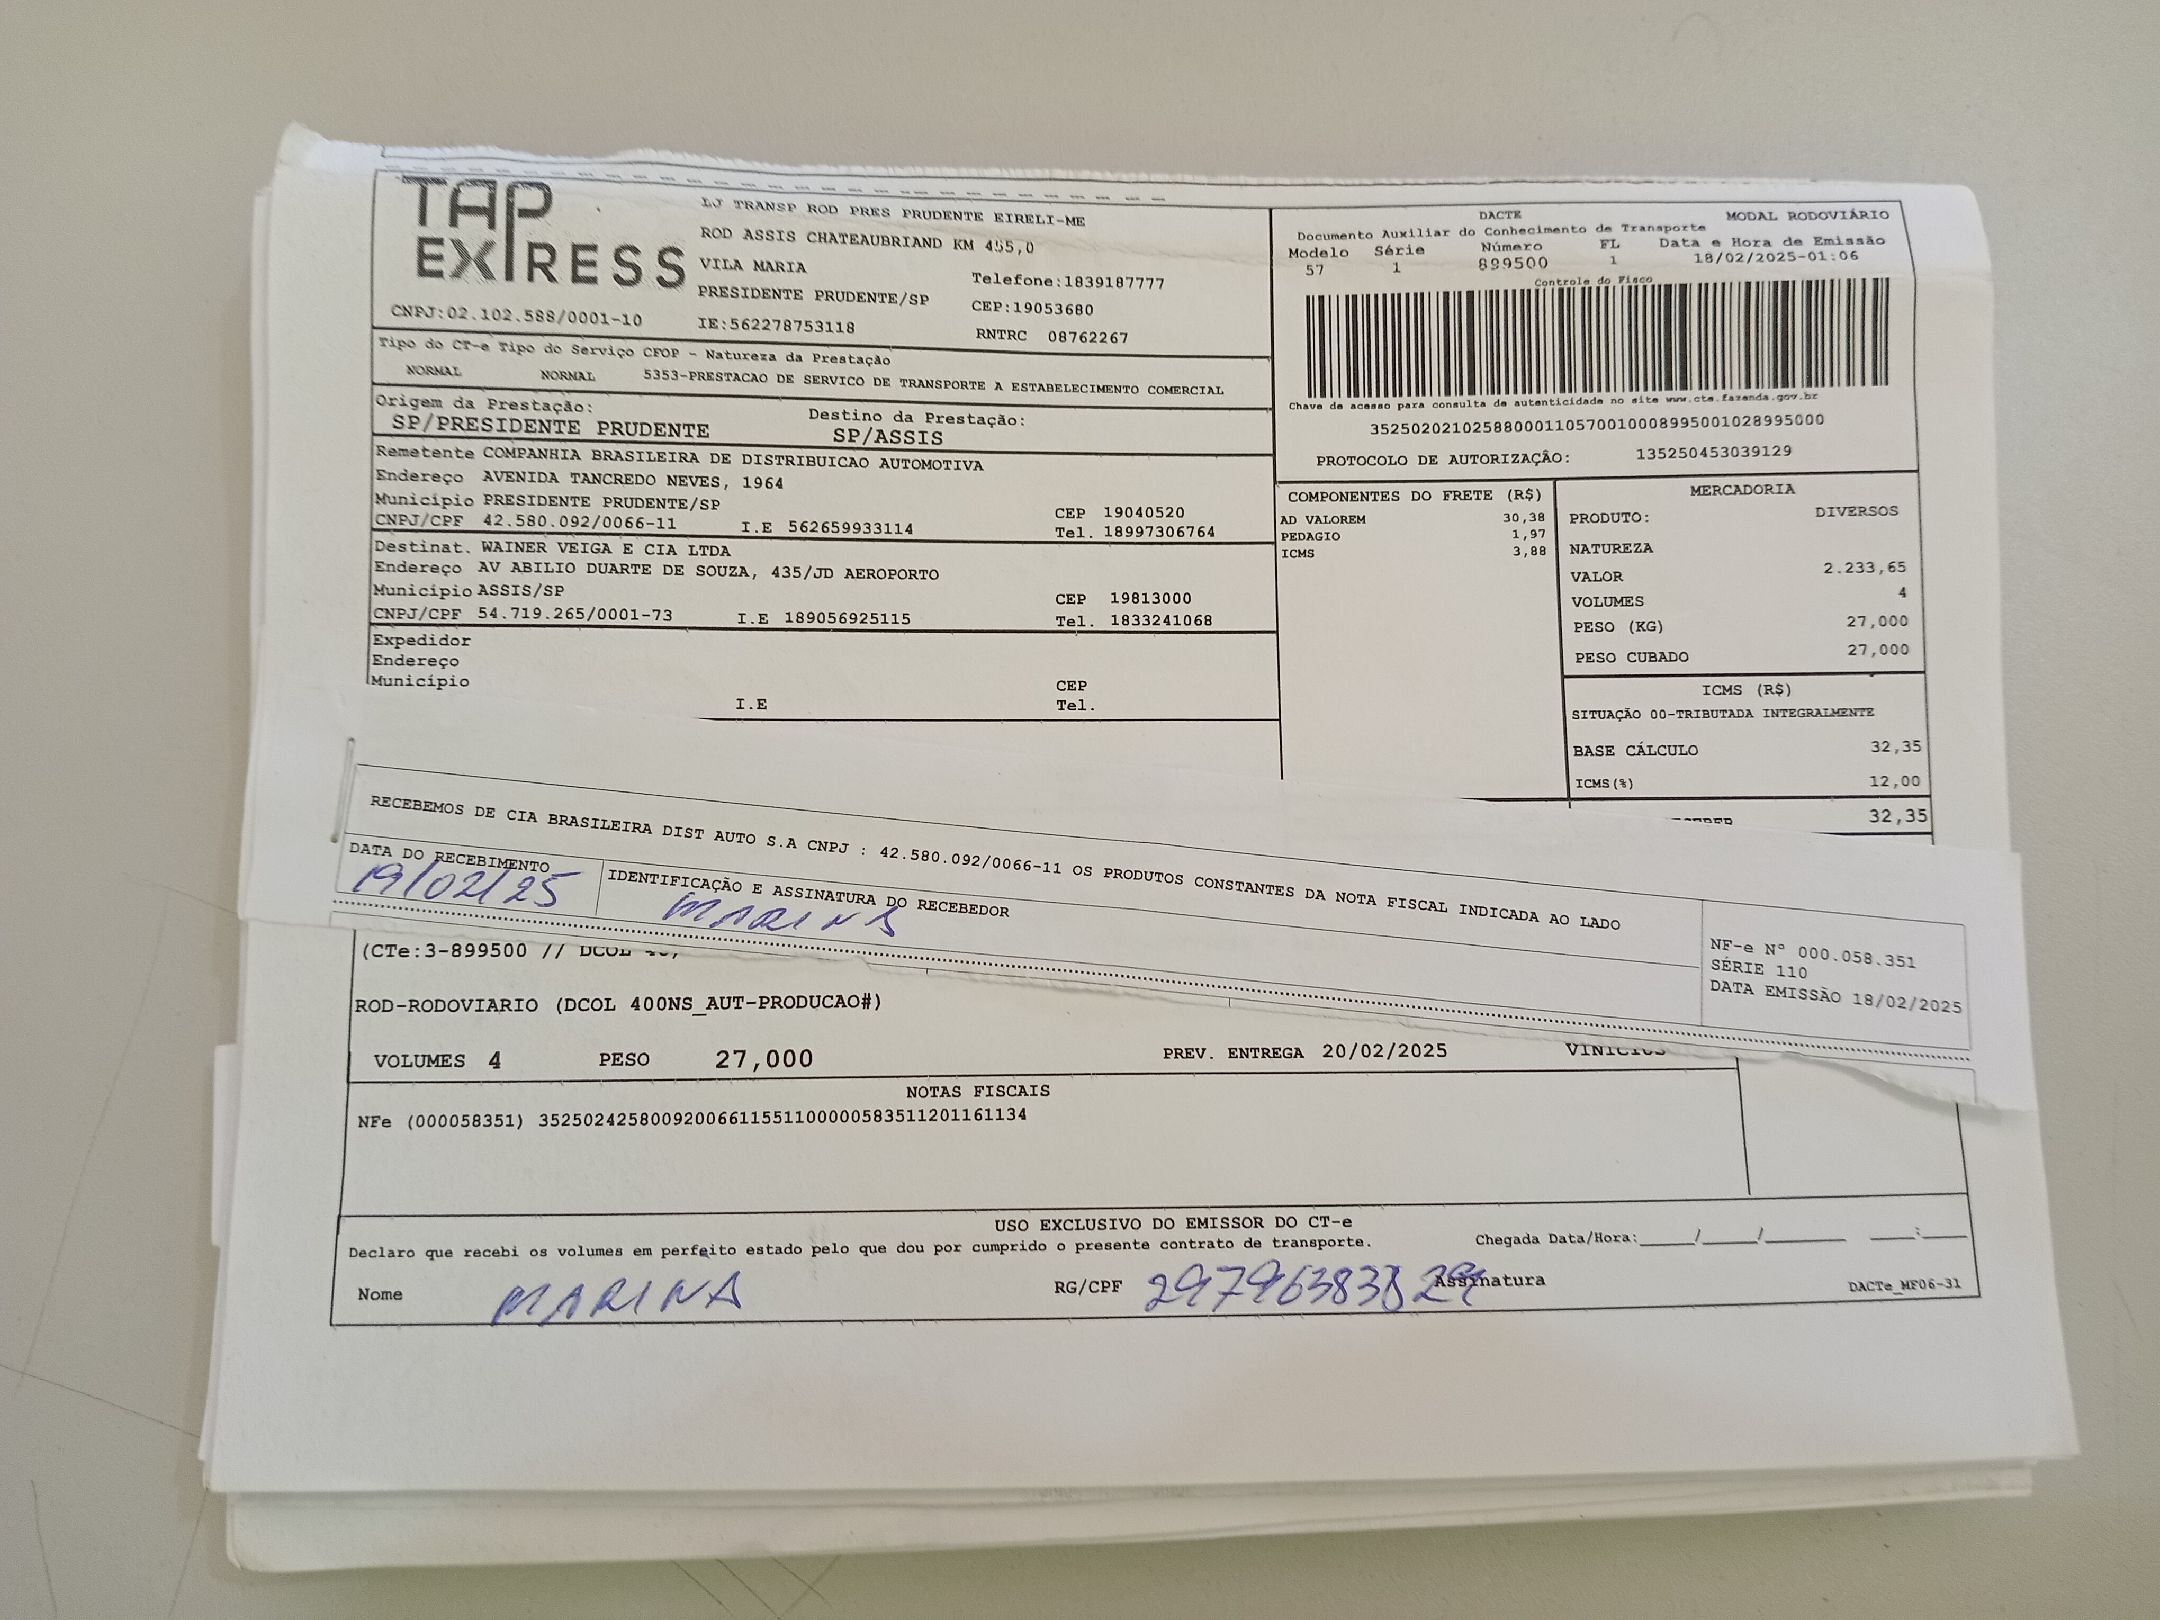 TAP
EXPRESS
CNPJ:02.102.588/0001-10
LJ TRANSP ROD PRES PRUDENTE EIRELI-ME
ROD ASSIS CHATEAUBRIAND KM 455,0
VILA MARIA
Telefone:1839187777
PRESIDENTE PRUDENTE/SP
CEP:19053680
IE:562278753118
RNTRC 08762267
DACTE
MODAL RODOVIÁRIO
Documento Auxiliar do Conhecimento de Transporte
Modelo Série Número FL Data e Hora de Emissão
57 1 899500 1 18/02/2025-01:06
Controle do Fisco
Chave de acesso para consulta de autenticidade no site www.cte.fazenda.gov.br
35250202102588000110570010008995001028995000
PROTOCOLO DE AUTORIZAÇÂO: 135250453039129
Tipo do CT-e Tipo do Serviço CFOP - Natureza da Prestação
NORMAL NORMAL 5353-PRESTACAO DE SERVICO DE TRANSPORTE A ESTABELECIMENTO COMERCIAL
Origem da Prestação: Destino da Prestação:
SP/PRESIDENTE PRUDENTE SP/ASSIS
Remetente COMPANHIA BRASILEIRA DE DISTRIBUICAO AUTOMOTIVA
Endereço AVENIDA TANCREDO NEVES, 1964
Município PRESIDENTE PRUDENTE/SP CEP 19040520
CNPJ/CPF 42.580.092/0066-11 I.E 562659933114 Tel. 18997306764
Destinat. WAINER VEIGA E CIA LTDA
Endereço AV ABILIO DUARTE DE SOUZA, 435/JD AEROPORTO
Município ASSIS/SP CEP 19813000
CNPJ/CPF 54.719.265/0001-73 I.E 189056925115 Tel. 1833241068
Expedidor
Endereço
Município CEP
I.E Tel.
COMPONENTES DO FRETE (R$)
AD VALOREM 30,38
PEDAGIO 1,97
ICMS 3,88
MERCADORIA
PRODUTO: DIVERSOS
NATUREZA
VALOR 2.233,65
VOLUMES 4
PESO (KG) 27,000
PESO CUBADO 27,000
ICMS (R$)
SITUAÇÃO 00-TRIBUTADA INTEGRALMENTE
BASE CÁLCULO 32,35
ICMS(%) 12,00
32,35
RECEBEMOS DE CIA BRASILEIRA DIST AUTO S.A CNPJ : 42.580.092/0066-11 OS PRODUTOS CONSTANTES DA NOTA FISCAL INDICADA AO LADO
DATA DO RECEBIMENTO IDENTIFICAÇÃO E ASSINATURA DO RECEBEDOR
19/02/25 MARINA
NF-e N° 000.058.351
SÉRIE 110
DATA EMISSÃO 18/02/2025
(CTe:3-899500 // DCOL
ROD-RODOVIARIO (DCOL 400NS_AUT-PRODUCAO#)
VOLUMES 4 PESO 27,000 PREV. ENTREGA 20/02/2025 VINICIUS
NOTAS FISCAIS
NFe (000058351) 35250242580092006611551100000583511201161134
USO EXCLUSIVO DO EMISSOR DO CT-e
Declaro que recebi os volumes em perfeito estado pelo que dou por cumprido o presente contrato de transporte. Chegada Data/Hora:_____/_____/________ ____:____
Nome MARINA RG/CPF 297963838 29 Assinatura DACTe_MF06-31